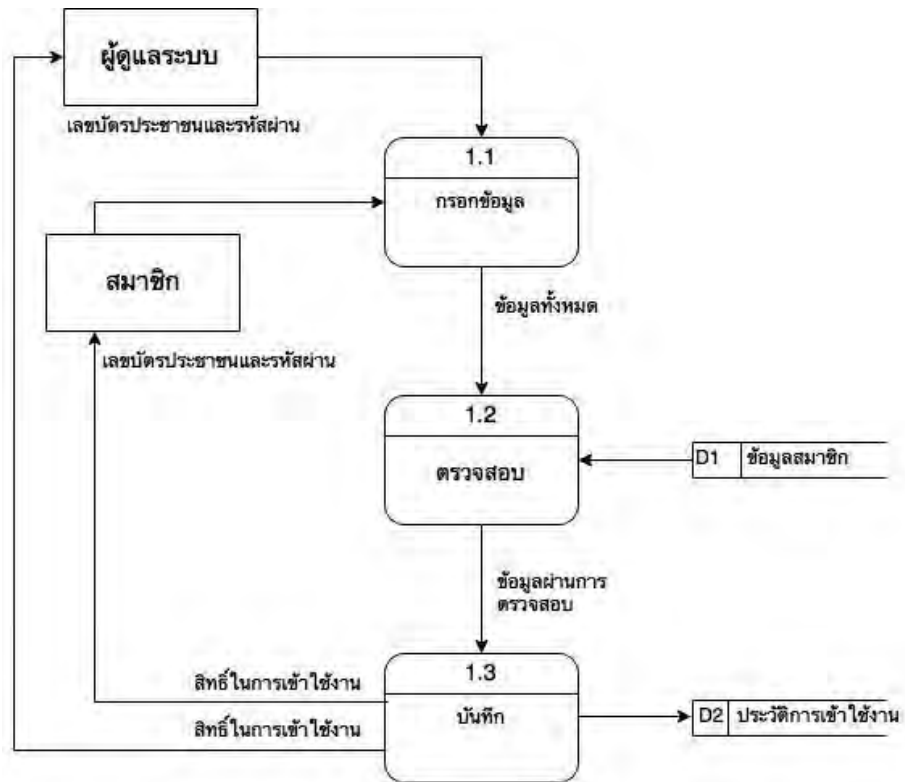 ผู้ดูแลระบบ
เลขบัตรประชาชนและรหัสผ่าน
1.1
กรอกข้อมูล
สมาชิก
ข้อมูลทั้งหมด
เลขบัตรประชาชนและรหัสผ่าน
1.2
ตรวจสอบ
D1 ข้อมูลสมาชิก
ข้อมูลผ่านการ
ตรวจสอบ
1.3
สิทธิ์ในการเข้าใช้งาน
บันทึก
D2 ประวัติการเข้าใช้งาน
สิทธิ์ในการเข้าใช้งาน